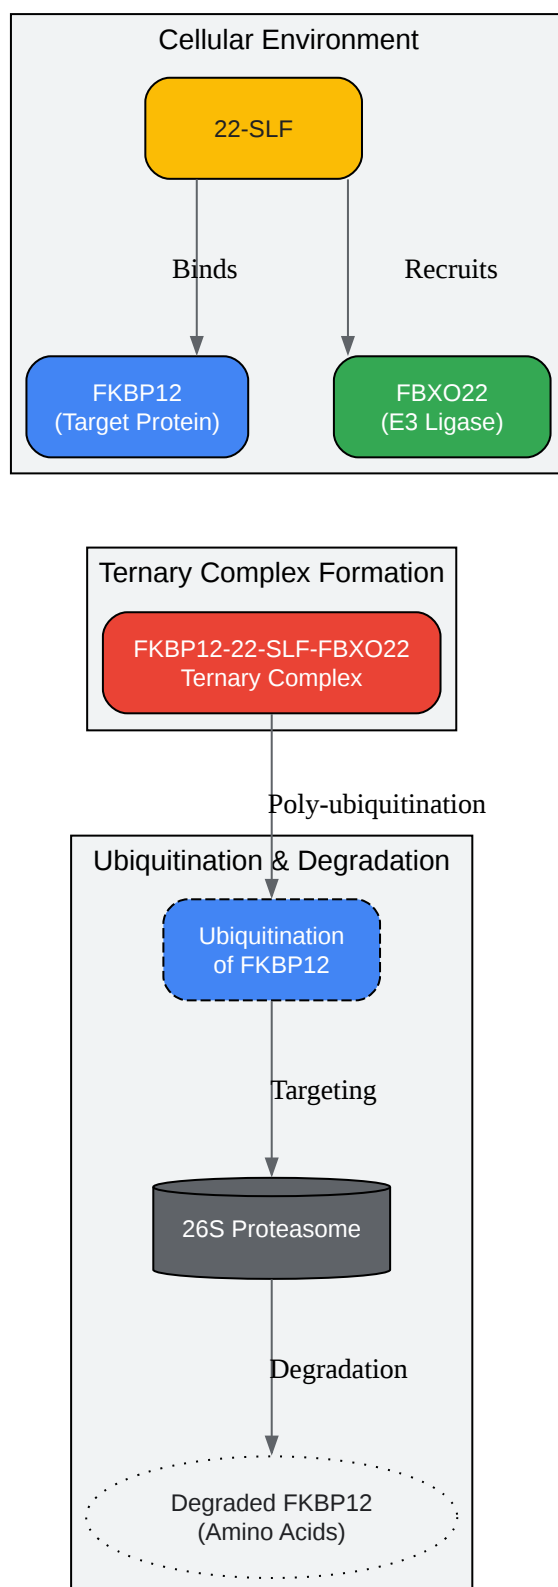 Cellular Environment
22-SLF
Binds
Recruits
FKBP12
(Target Protein)
FBXO22
(E3 Ligase)
Ternary Complex Formation
FKBP12-22-SLF-FBXO22
Ternary Complex
Poly-ubiquitination
Ubiquitination & Degradation
Ubiquitination
of FKBP12
Targeting
26S Proteasome
Degradation
Degraded FKBP12
(Amino Acids)